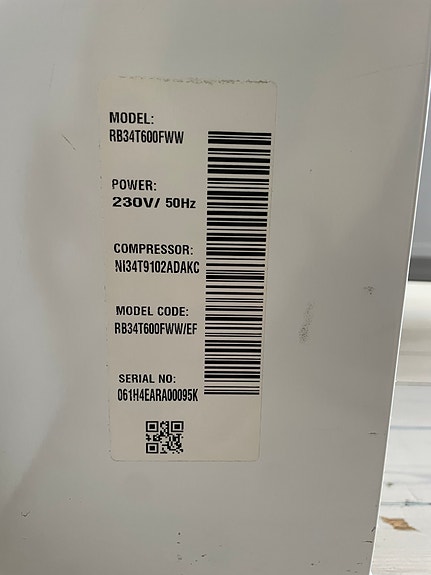 MODEL:
RB34T600FWW
POWER:
230V/ 50Hz
COMPRESSOR:
NI34T9102ADAKC
MODEL CODE:
RB34T600FWW/EF
SERIAL NO:
061H4EARA00095K